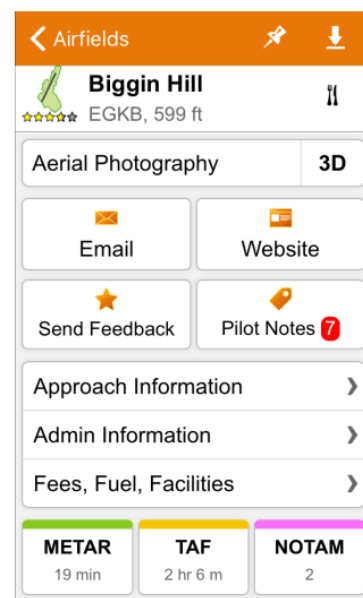 Airfields
Biggin Hill
EGKB, 599 ft
Aerial Photography 3D
Email Website
Send Feedback Pilot Notes 7
Approach Information
Admin Information
Fees, Fuel, Facilities
METAR TAF NOTAM
19 min 2 hr 6 m 2